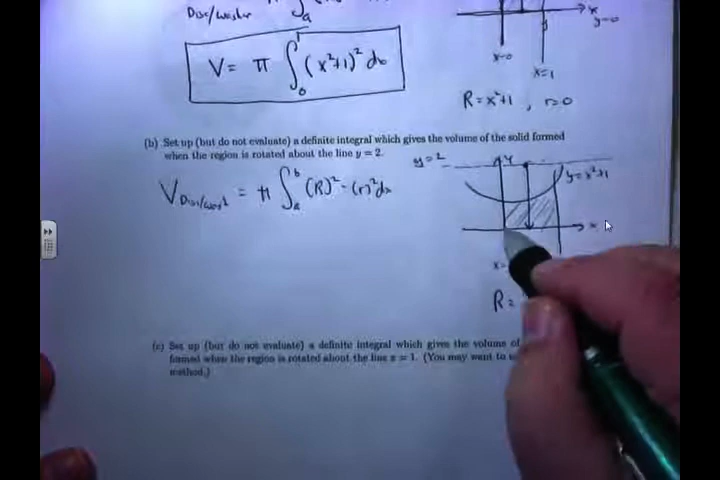 Disc/washer ∫a
x
y=0
V = π ∫₀¹ (x²+1)² dx
x=0
x=1
R = x²+1 , r=0
(b) Set up (but do not evaluate) a definite integral which gives the volume of the solid formed
when the region is rotated about the line y = 2.
y=2
y
y=x²+1
V Disc/wash = π ∫ₐᵇ (R)² - (r)² dx
x
x=
R=
(c) Set up (but do not evaluate) a definite integral which gives the volume of
formed when the region is rotated about the line x = 1. (You may want to
method.)